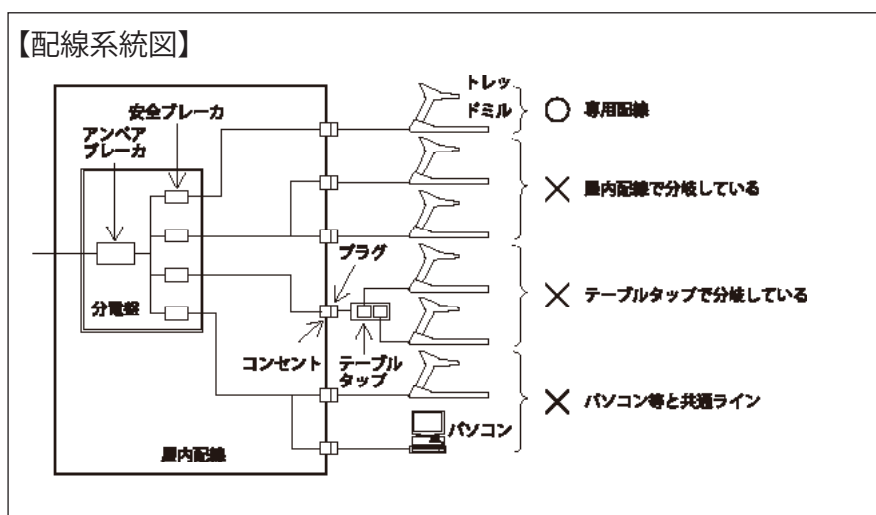 【配線系統図】
トレッ
ドミル
安全ブレーカ
アンペア
ブレーカ
○ 専用配線
× 屋内配線で分岐している
プラグ
分電盤
× テーブルタップで分岐している
コンセント
テーブル
タップ
× パソコン等と共通ライン
パソコン
屋内配線